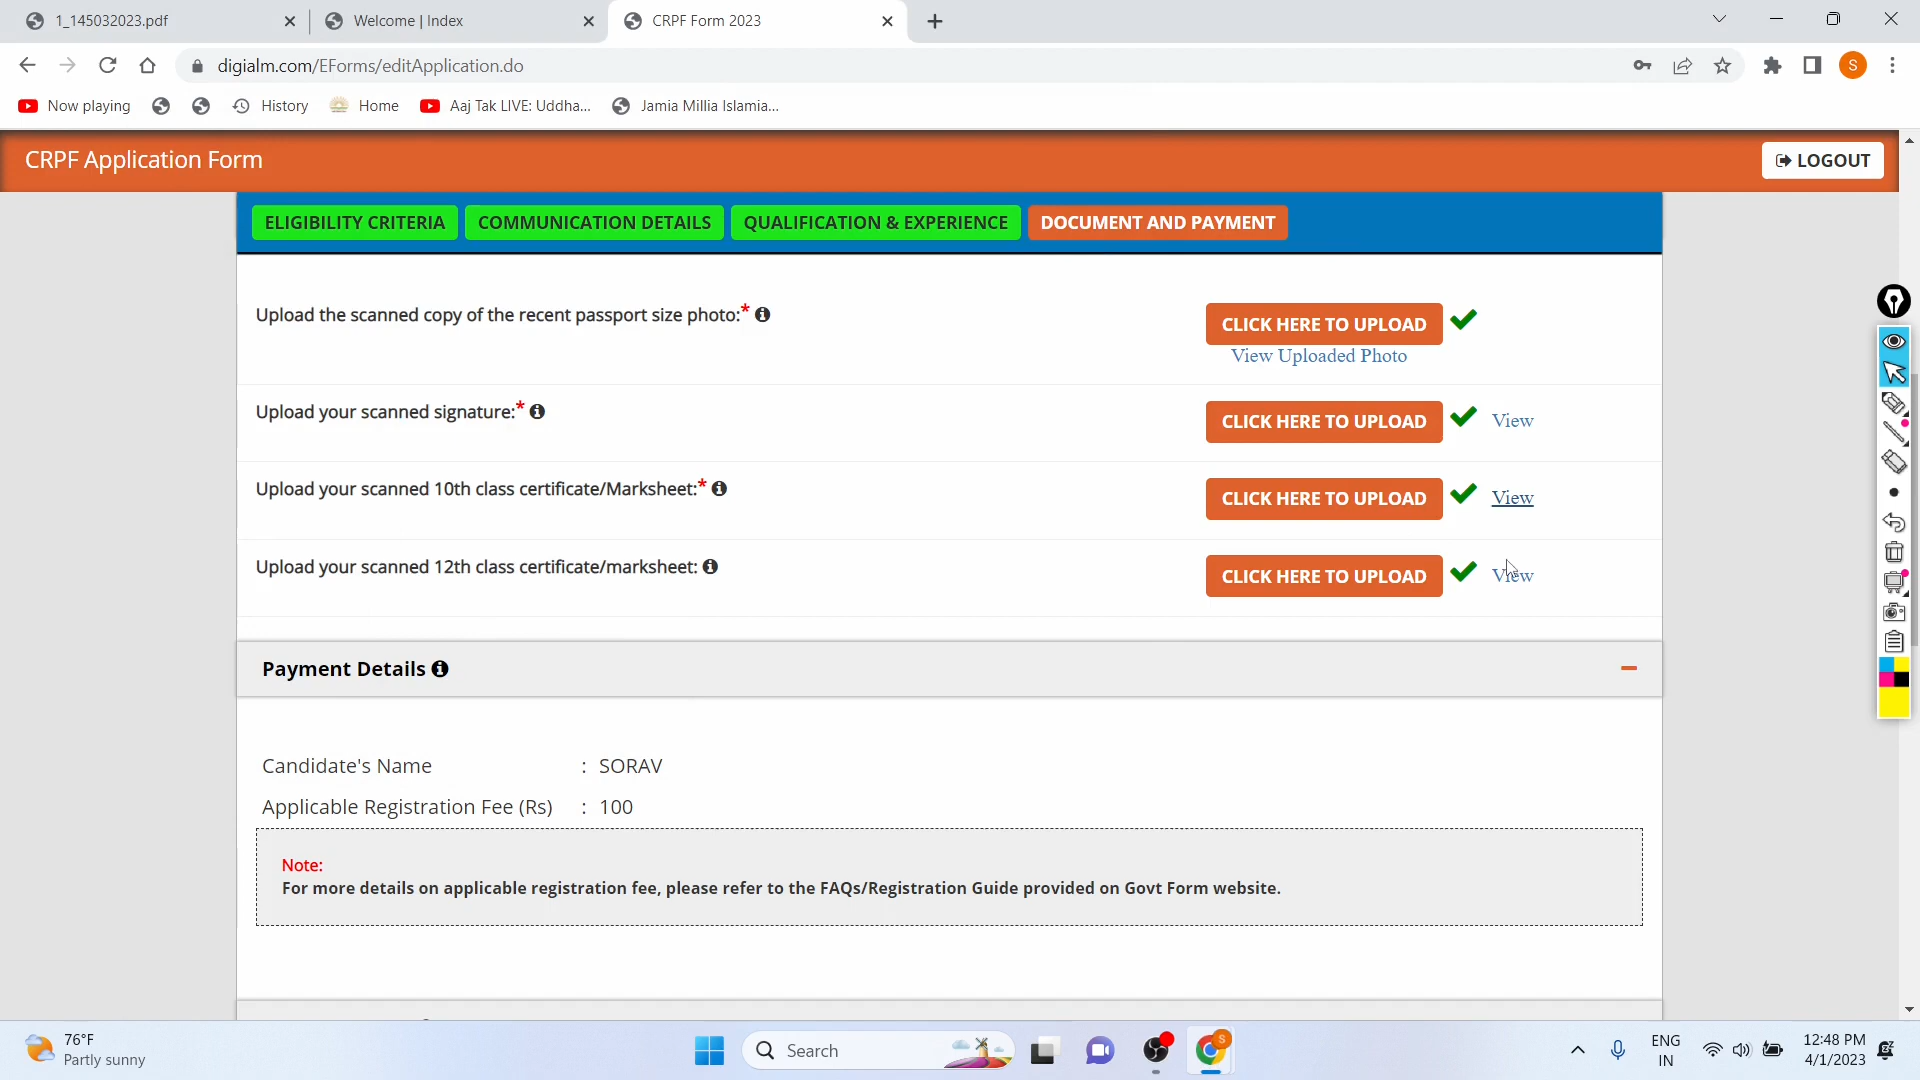 1_145032023.pdf
Welcome | Index
CRPF Form 2023
digialm.com/EForms/editApplication.do
S
Now playing
History
Home
Aaj Tak LIVE: Uddha...
Jamia Millia Islamia...
CRPF Application Form
LOGOUT
ELIGIBILITY CRITERIA
COMMUNICATION DETAILS
QUALIFICATION & EXPERIENCE
DOCUMENT AND PAYMENT
Upload the scanned copy of the recent passport size photo:*
CLICK HERE TO UPLOAD
View Uploaded Photo
Upload your scanned signature:*
CLICK HERE TO UPLOAD
View
Upload your scanned 10th class certificate/Marksheet:*
CLICK HERE TO UPLOAD
View
Upload your scanned 12th class certificate/marksheet:
CLICK HERE TO UPLOAD
View
Payment Details
Candidate's Name : SORAV
Applicable Registration Fee (Rs) : 100
Note:
For more details on applicable registration fee, please refer to the FAQs/Registration Guide provided on Govt Form website.
76°F
Partly sunny
Search
S
ENG
IN
12:48 PM
4/1/2023